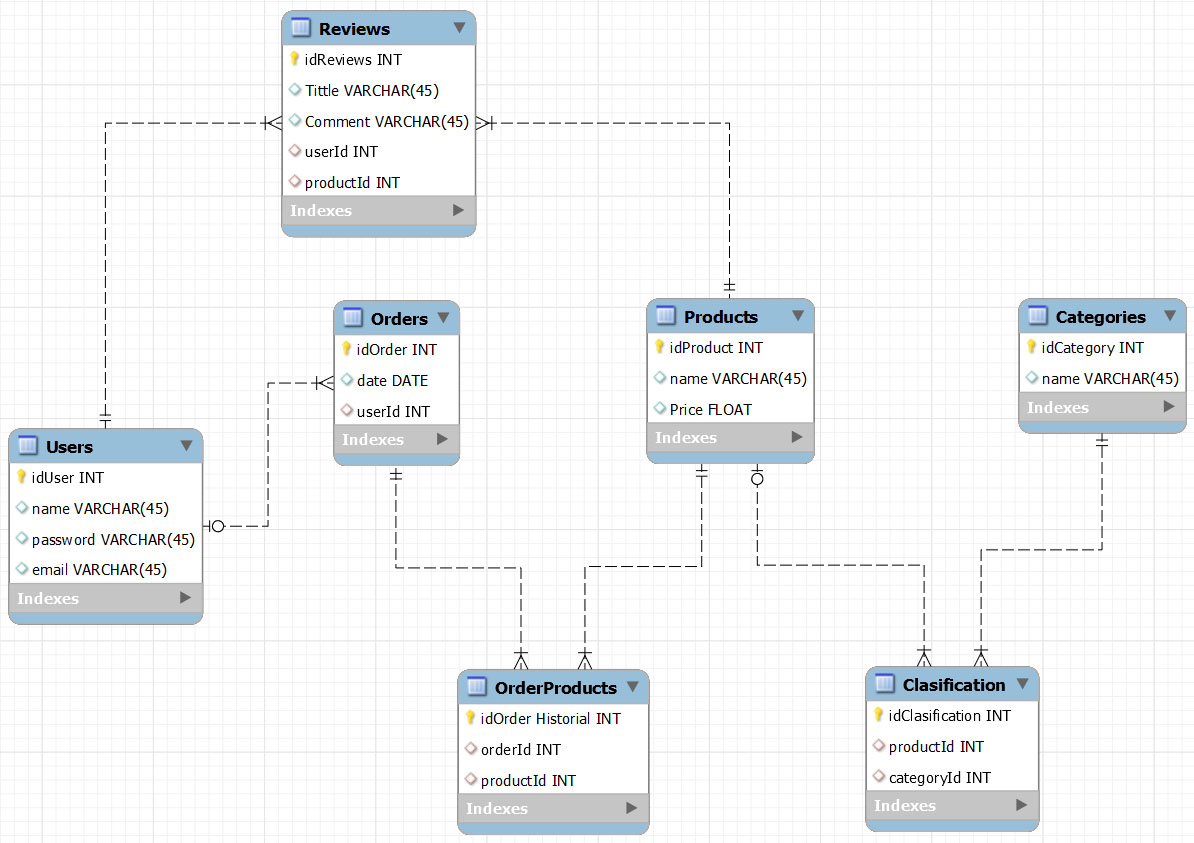 Reviews
idReviews INT
Tittle VARCHAR(45)
Comment VARCHAR(45)
userId INT
productId INT
Indexes
Orders
idOrder INT
date DATE
userId INT
Indexes
Products
idProduct INT
name VARCHAR(45)
Price FLOAT
Indexes
Categories
idCategory INT
name VARCHAR(45)
Indexes
Users
idUser INT
name VARCHAR(45)
password VARCHAR(45)
email VARCHAR(45)
Indexes
OrderProducts
idOrder Historial INT
orderId INT
productId INT
Indexes
Clasification
idClasification INT
productId INT
categoryId INT
Indexes